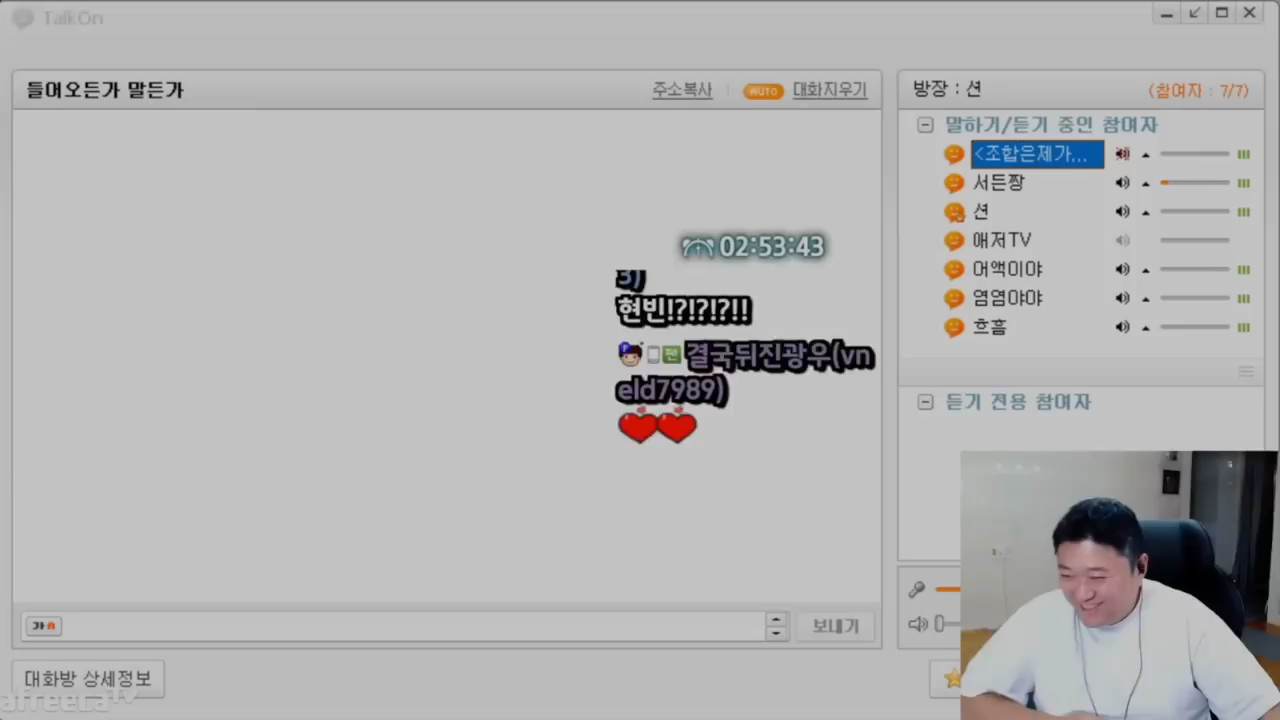 TalkOn
들어오든가 말든가
주소복사
AUTO
대화지우기
방장 : 션
(참여자 : 7/7)
말하기/듣기 중인 참여자
<조합은제가...
서든짱
션
애저TV
어액이야
염염야야
흐흠
02:53:43
3)
현빈!?!?!?!!
팬 결국뒤진광우(vn
eld7989)
듣기 전용 참여자
가
보내기
대화방 상세정보
afreecaTV